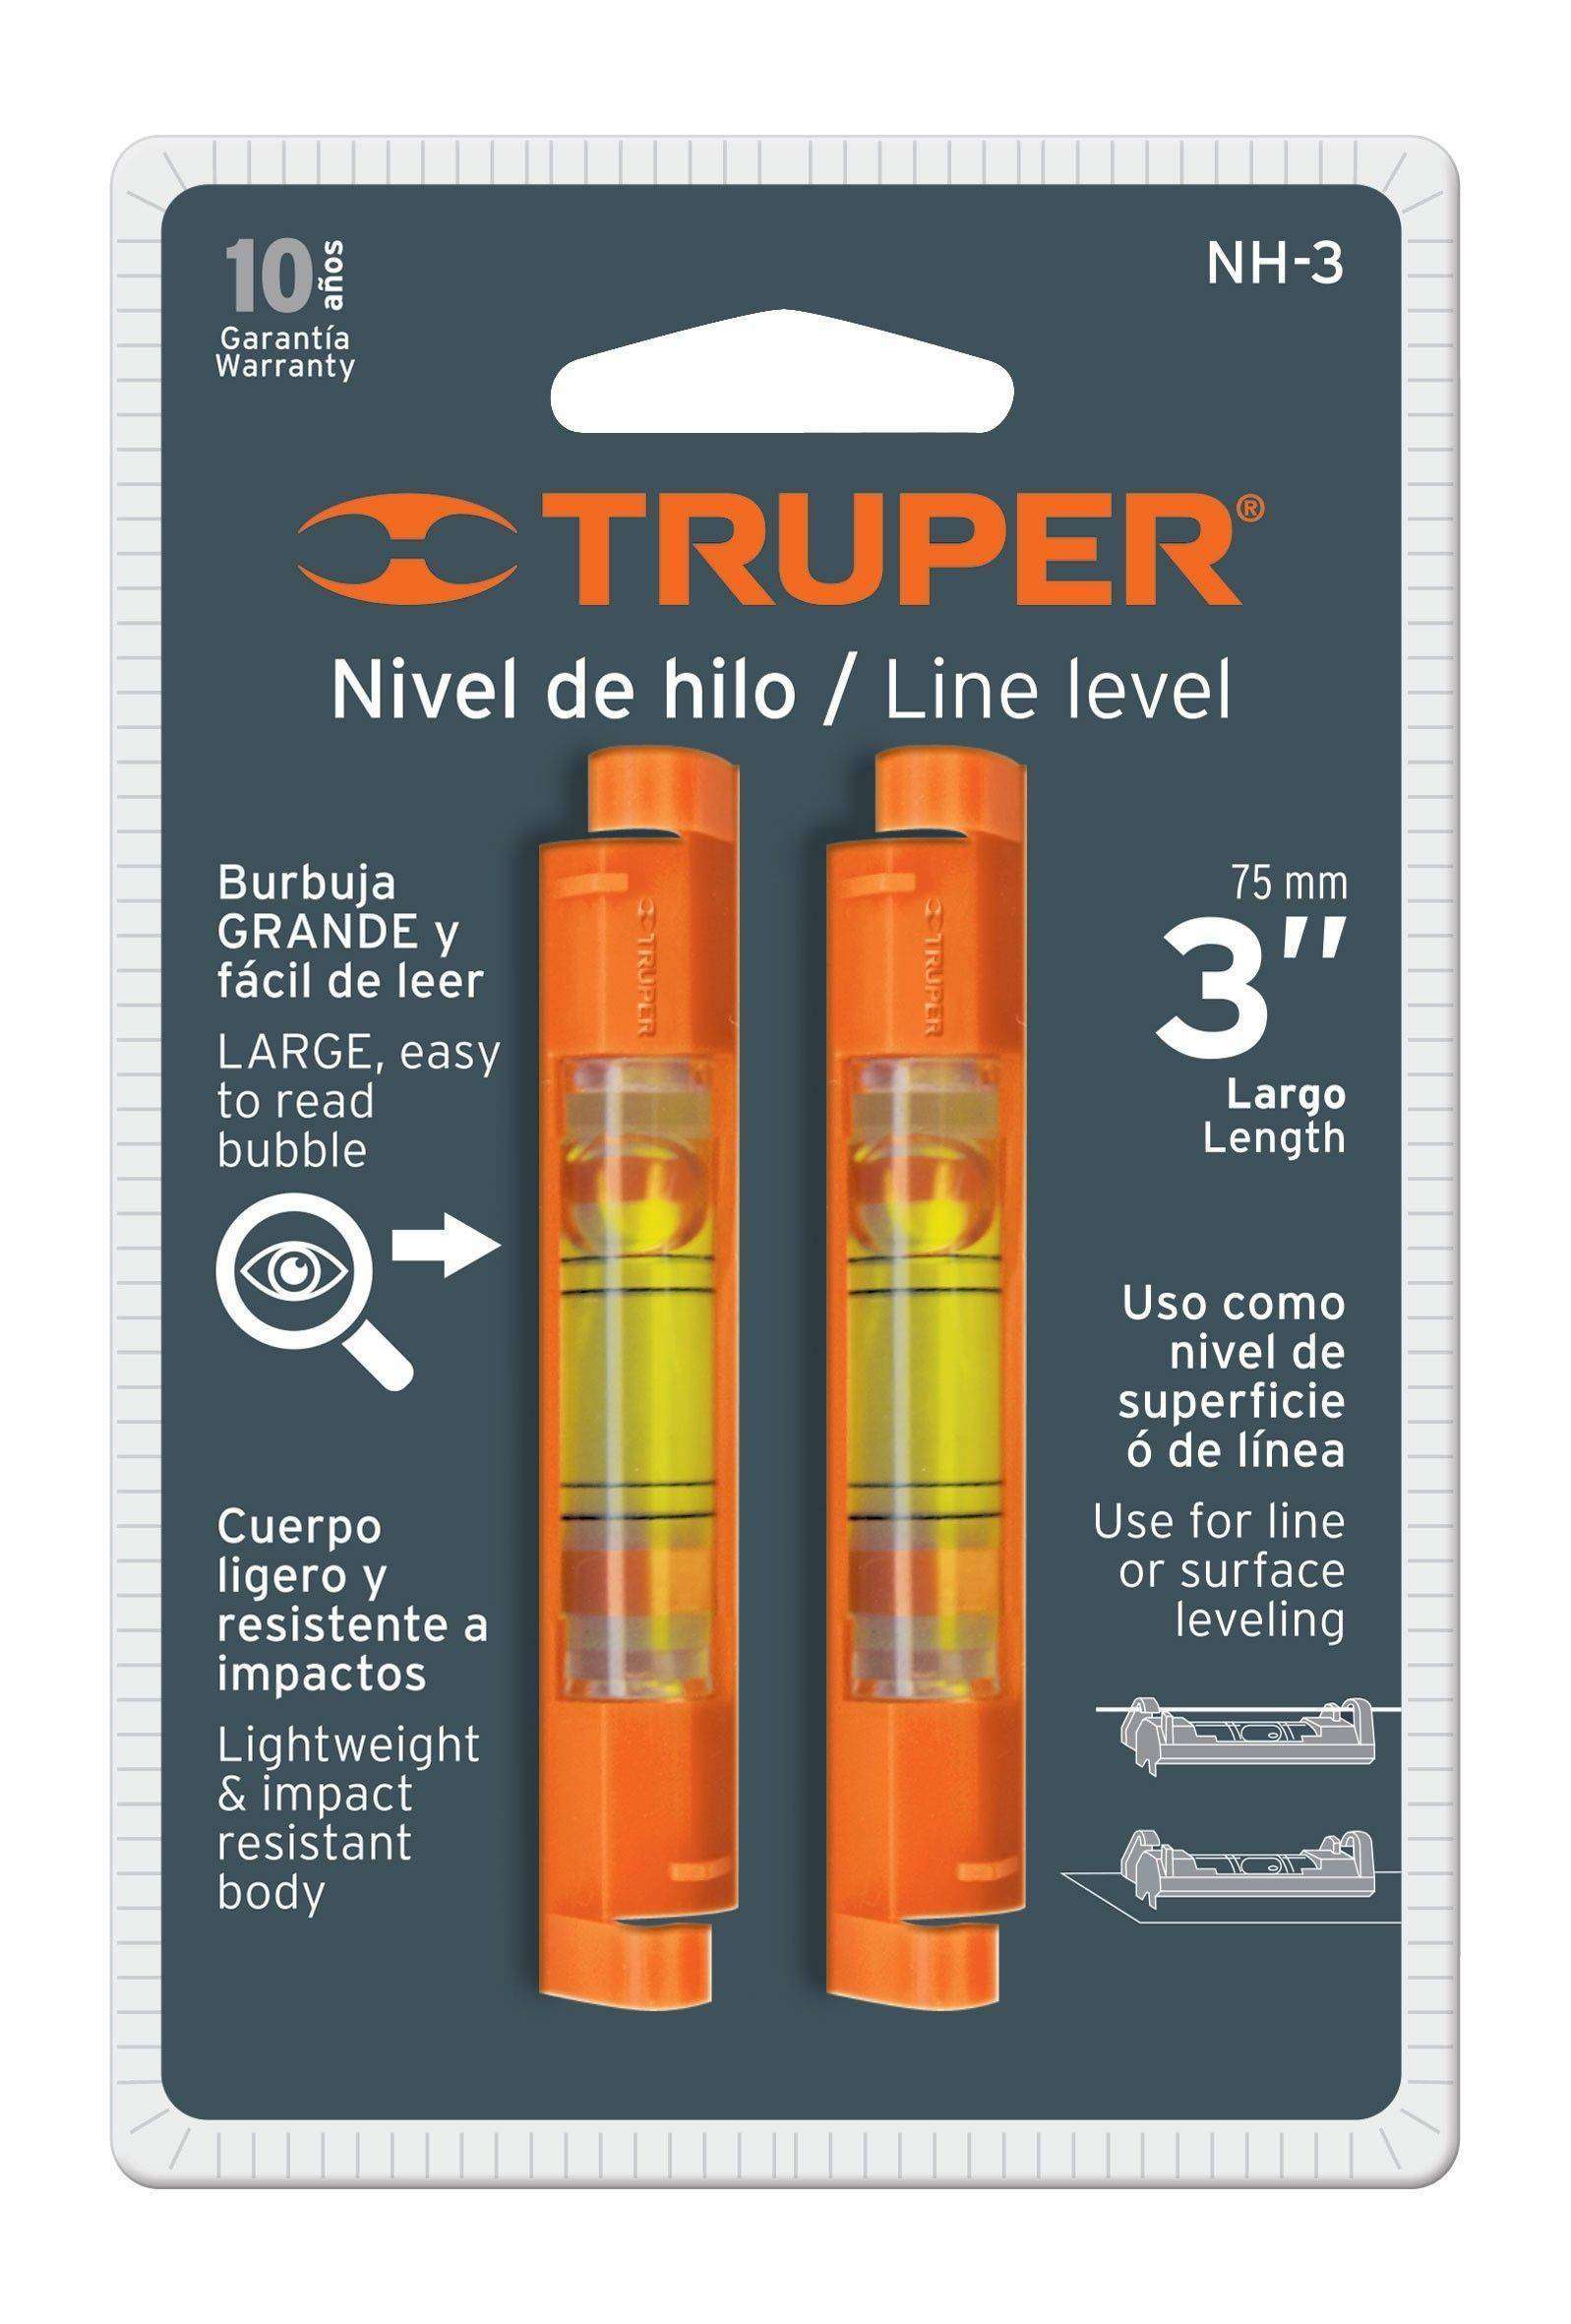 10 años
Garantía
Warranty
NH-3
TRUPER®
Nivel de hilo / Line level
Burbuja
GRANDE y
fácil de leer
LARGE, easy
to read
bubble
TRUPER
TRUPER
75 mm
3"
Largo
Length
Uso como
nivel de
superficie
ó de línea
Use for line
or surface
leveling
Cuerpo
ligero y
resistente a
impactos
Lightweight
& impact
resistant
body